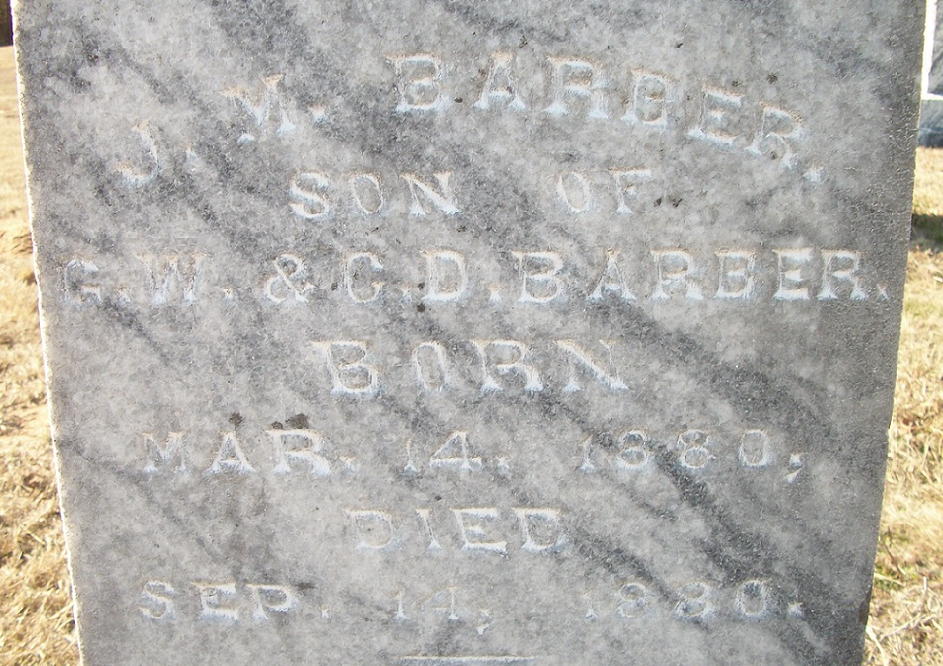 J. M. BARBER.
SON OF
G. W. & C. D. BARBER.
BORN
MAR. 14. 1880,
DIED
SEP. 14, 1880.